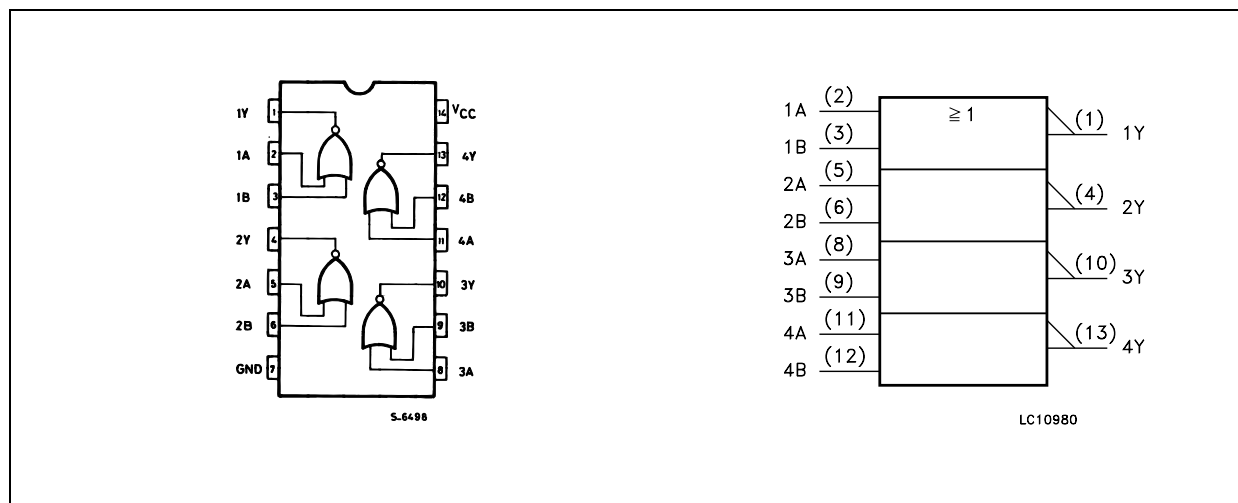 1Y 1 14 VCC
1A 2 13 4Y
1B 3 12 4B
2Y 4 11 4A
2A 5 10 3Y
2B 6 9 3B
GND 7 8 3A
S-6498
≧ 1
1A (2)
1B (3)
2A (5)
2B (6)
3A (8)
3B (9)
4A (11)
4B (12)
(1) 1Y
(4) 2Y
(10) 3Y
(13) 4Y
LC10980